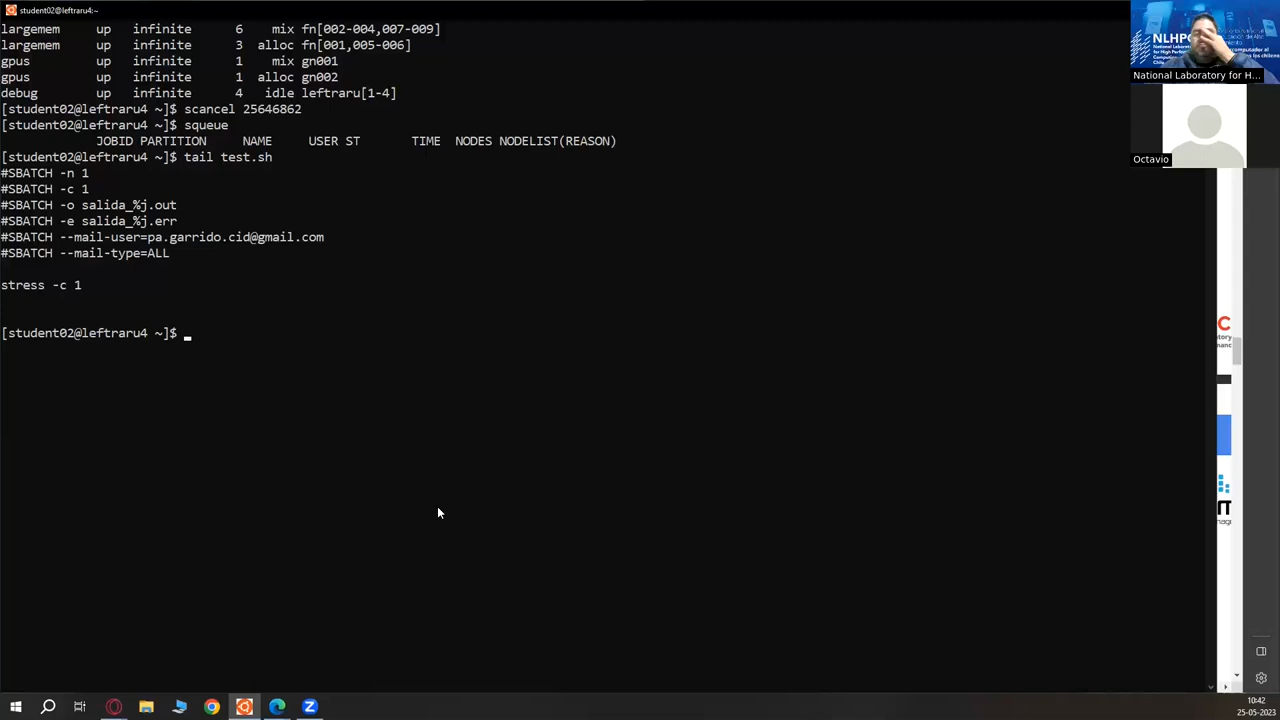 student02@leftraru4:~
largemem    up   infinite      6    mix fn[002-004,007-009]
largemem    up   infinite      3  alloc fn[001,005-006]
gpus        up   infinite      1    mix gn001
gpus        up   infinite      1  alloc gn002
debug       up   infinite      4   idle leftraru[1-4]
[student02@leftraru4 ~]$ scancel 25646862
[student02@leftraru4 ~]$ squeue
JOBID PARTITION     NAME     USER ST       TIME  NODES NODELIST(REASON)
[student02@leftraru4 ~]$ tail test.sh
#SBATCH -n 1
#SBATCH -c 1
#SBATCH -o salida_%j.out
#SBATCH -e salida_%j.err
#SBATCH --mail-user=pa.garrido.cid@gmail.com
#SBATCH --mail-type=ALL
stress -c 1
[student02@leftraru4 ~]$
NLHPC
National Laboratory for H...
Octavio
10:42
25-05-2023